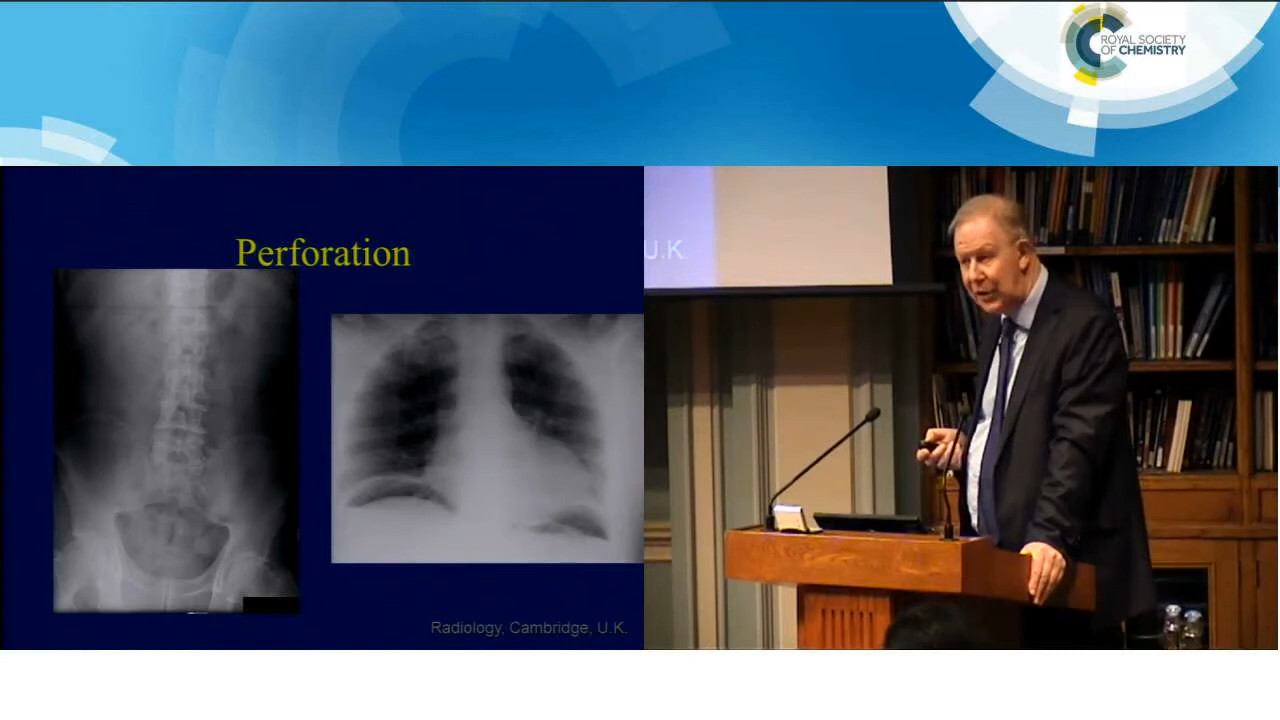 ROYAL SOCIETY
OF CHEMISTRY
Perforation
U.K.
Radiology, Cambridge, U.K.